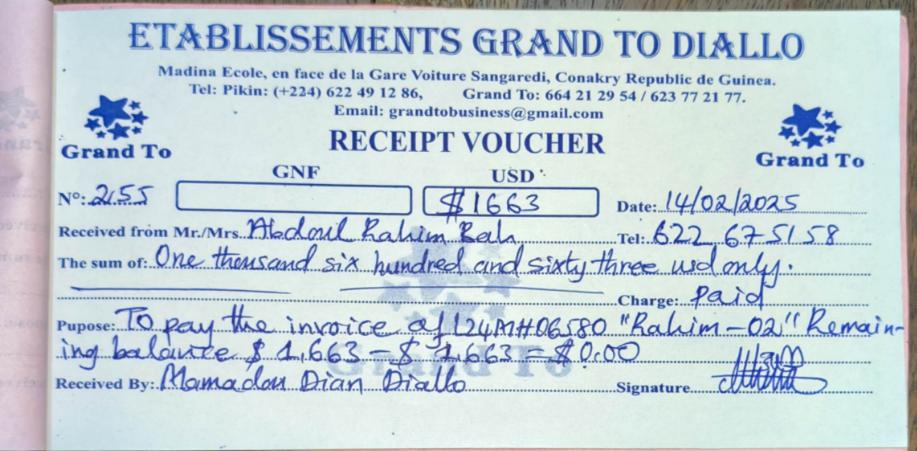 ETABLISSEMENTS GRAND TO DIALLO
Madina Ecole, en face de la Gare Voiture Sangaredi, Conakry Republic de Guinea.
Tel: Pikin: (+224) 622 49 12 86, Grand To: 664 21 29 54 / 623 77 21 77.
Email: grandtobusiness@gmail.com
Grand To
RECEIPT VOUCHER
Grand To
GNF USD
N°: 2155 $1663 Date: 14/02/2025
Received from Mr./Mrs. Abdoul Rahim Bah Tel: 622 67 51 58
The sum of: One thousand six hundred and sixty three usd only.
Charge: Paid
Pupose: To pay the invoice of L24MH06580 "Rahim-02" Remain-
ing balance $ 1,663 - $ 1,663 = $ 0.00
Grand To
Received By: Mamadou Dian Diallo Signature